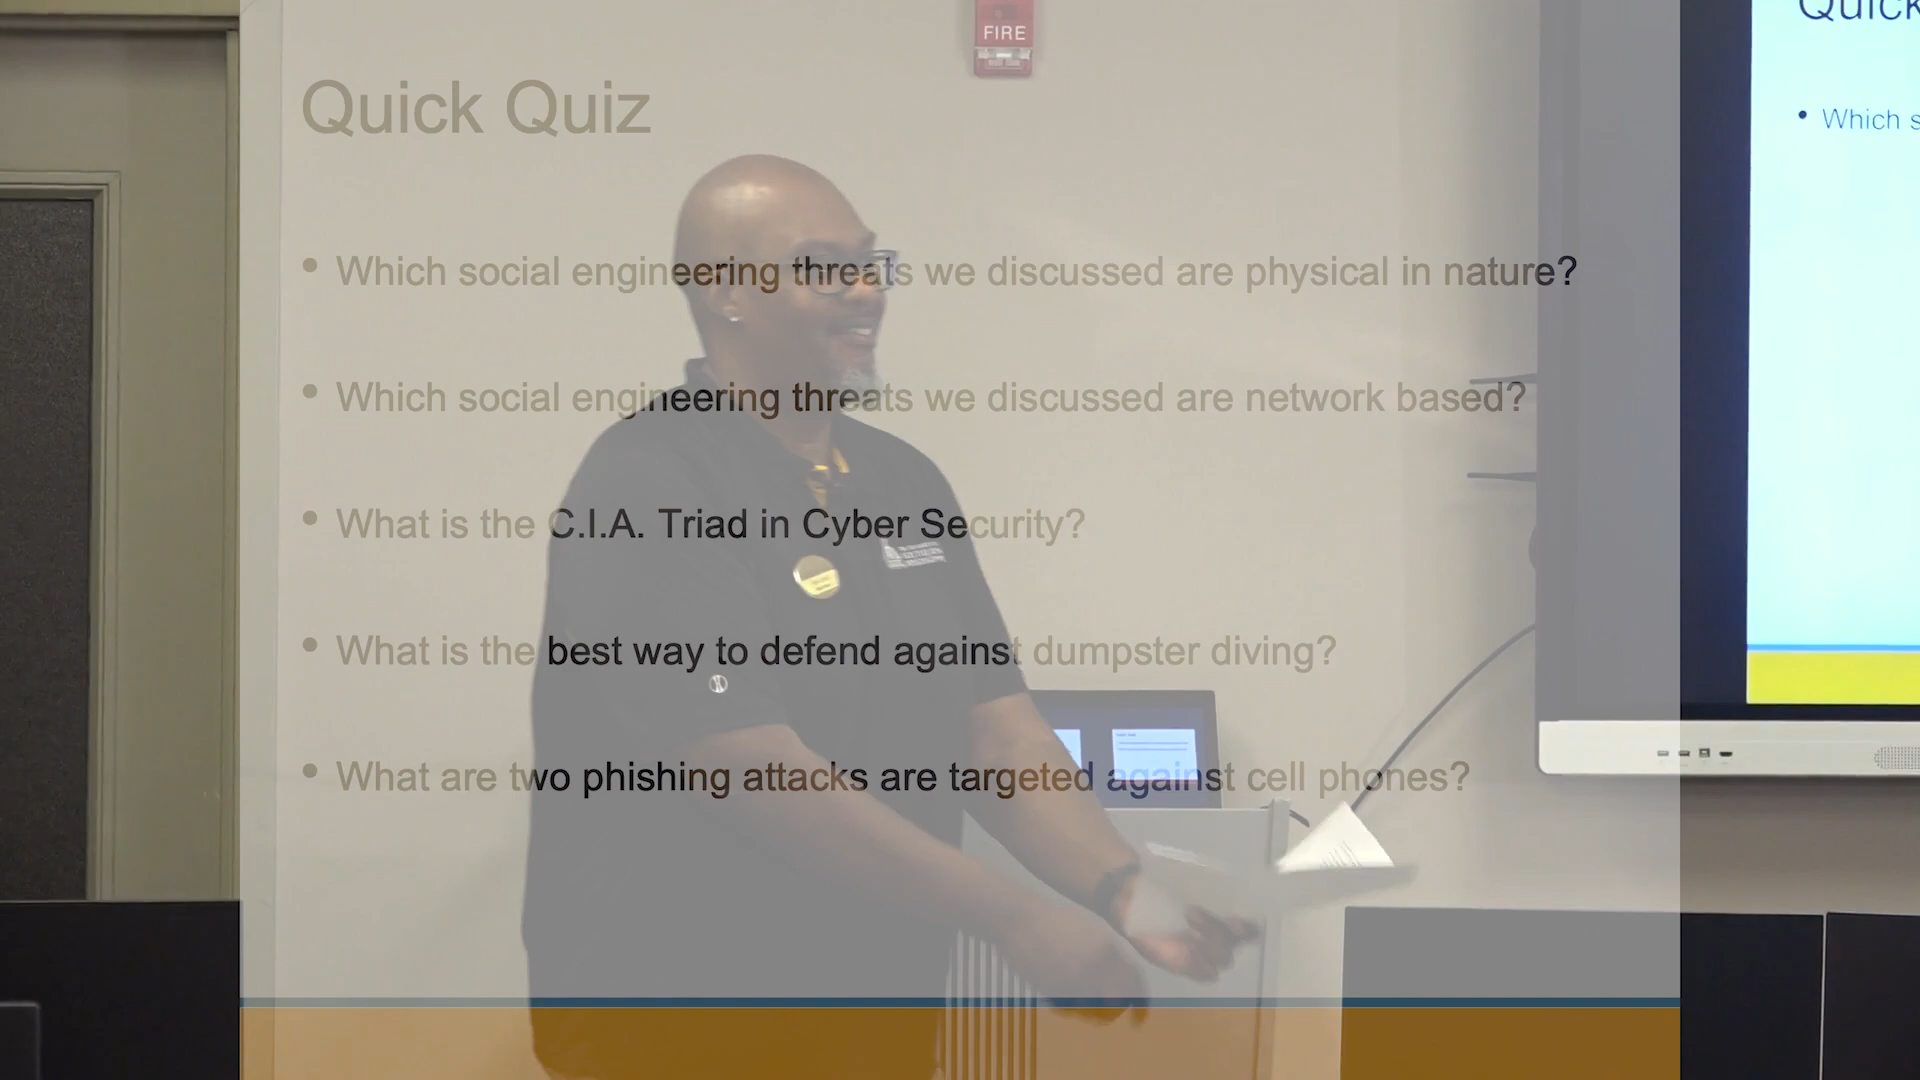 FIRE
Quick
• Which s
Quick Quiz
• Which social engineering threats we discussed are physical in nature?
• Which social engineering threats we discussed are network based?
• What is the C.I.A. Triad in Cyber Security?
• What is the best way to defend against dumpster diving?
• What are two phishing attacks are targeted against cell phones?